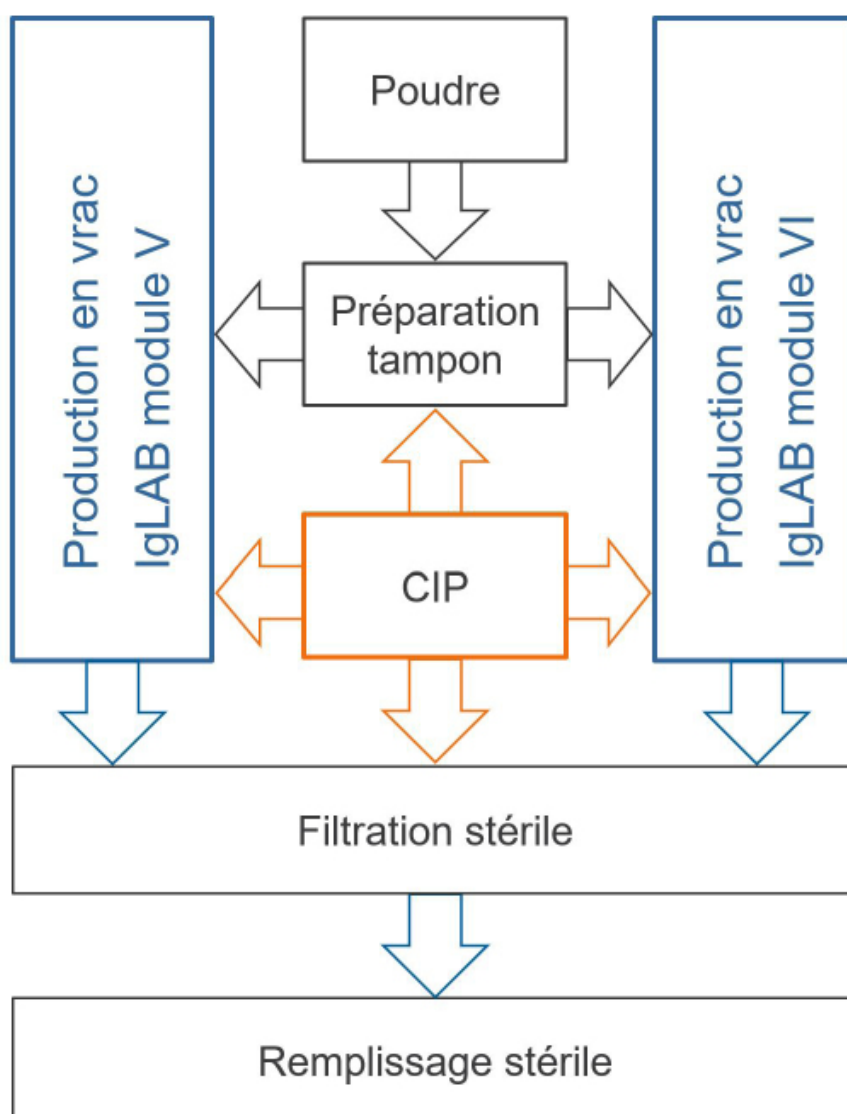 Poudre
Production en vrac
IgLAB module V
Préparation
tampon
Production en vrac
IgLAB module VI
CIP
Filtration stérile
Remplissage stérile